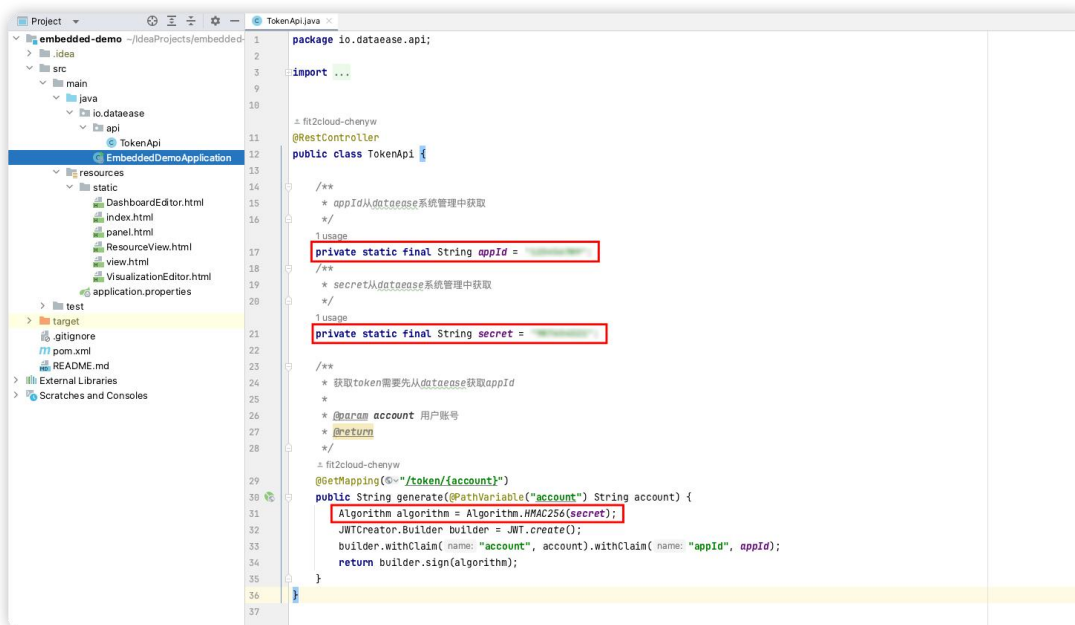 Project
TokenApi.java
embedded-demo ~/IdeaProjects/embedded-
.idea
src
main
java
io.dataease
api
TokenApi
EmbeddedDemoApplication
resources
static
DashboardEditor.html
index.html
panel.html
ResourceView.html
view.html
VisualizationEditor.html
application.properties
test
target
.gitignore
pom.xml
README.md
External Libraries
Scratches and Consoles
1 package io.dataease.api;
2
3 import ...
9
10
fit2cloud-chenyw
11 @RestController
12 public class TokenApi {
13
14 /**
15 * appId从dataease系统管理中获取
16 */
1 usage
17 private static final String appId =
18 /**
19 * secret从dataease系统管理中获取
20 */
1 usage
21 private static final String secret =
22
23 /**
24 * 获取token需要先从dataease获取appId
25 *
26 * @param account 用户账号
27 * @return
28 */
fit2cloud-chenyw
29 @GetMapping("/token/{account}")
30 public String generate(@PathVariable("account") String account) {
31 Algorithm algorithm = Algorithm.HMAC256(secret);
32 JWTCreator.Builder builder = JWT.create();
33 builder.withClaim( name: "account", account).withClaim( name: "appId", appId);
34 return builder.sign(algorithm);
35 }
36 }
37